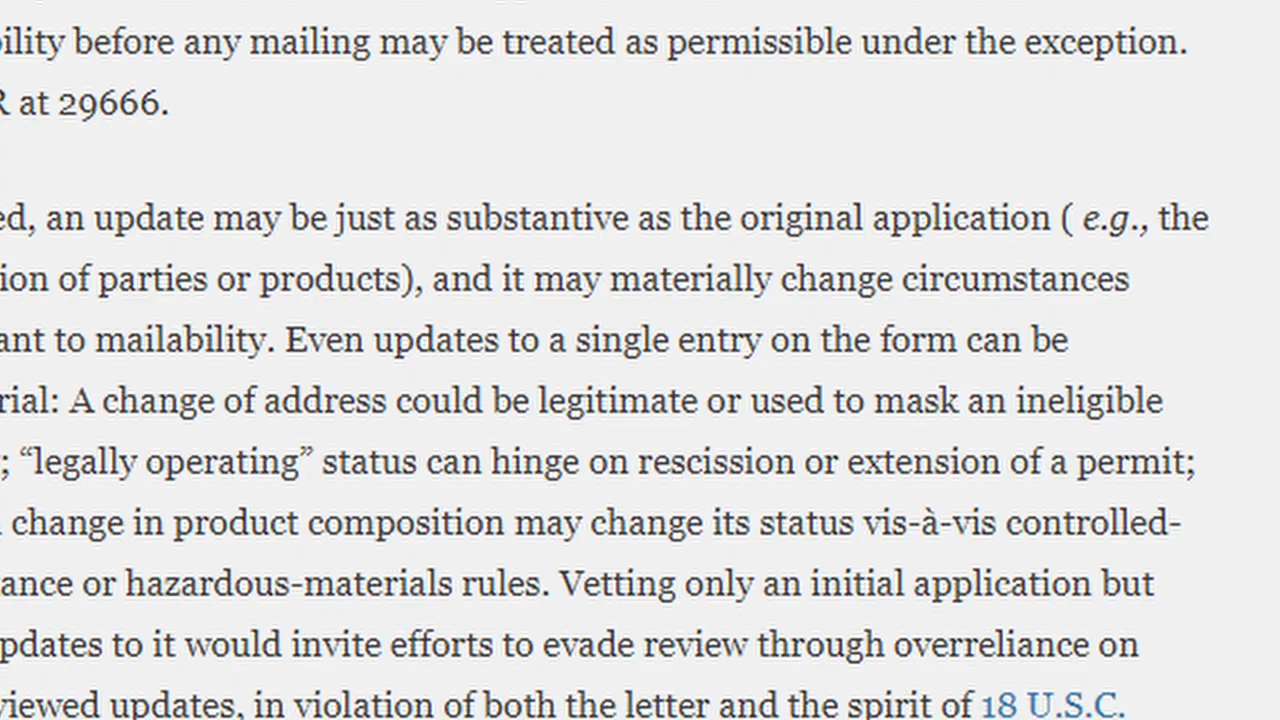 bility before any mailing may be treated as permissible under the exception.
R at 29666.
ed, an update may be just as substantive as the original application ( e.g., the
ion of parties or products), and it may materially change circumstances
ant to mailability. Even updates to a single entry on the form can be
rial: A change of address could be legitimate or used to mask an ineligible
; “legally operating” status can hinge on rescission or extension of a permit;
change in product composition may change its status vis-à-vis controlled-
ance or hazardous-materials rules. Vetting only an initial application but
pdates to it would invite efforts to evade review through overreliance on
viewed updates, in violation of both the letter and the spirit of 18 U.S.C.